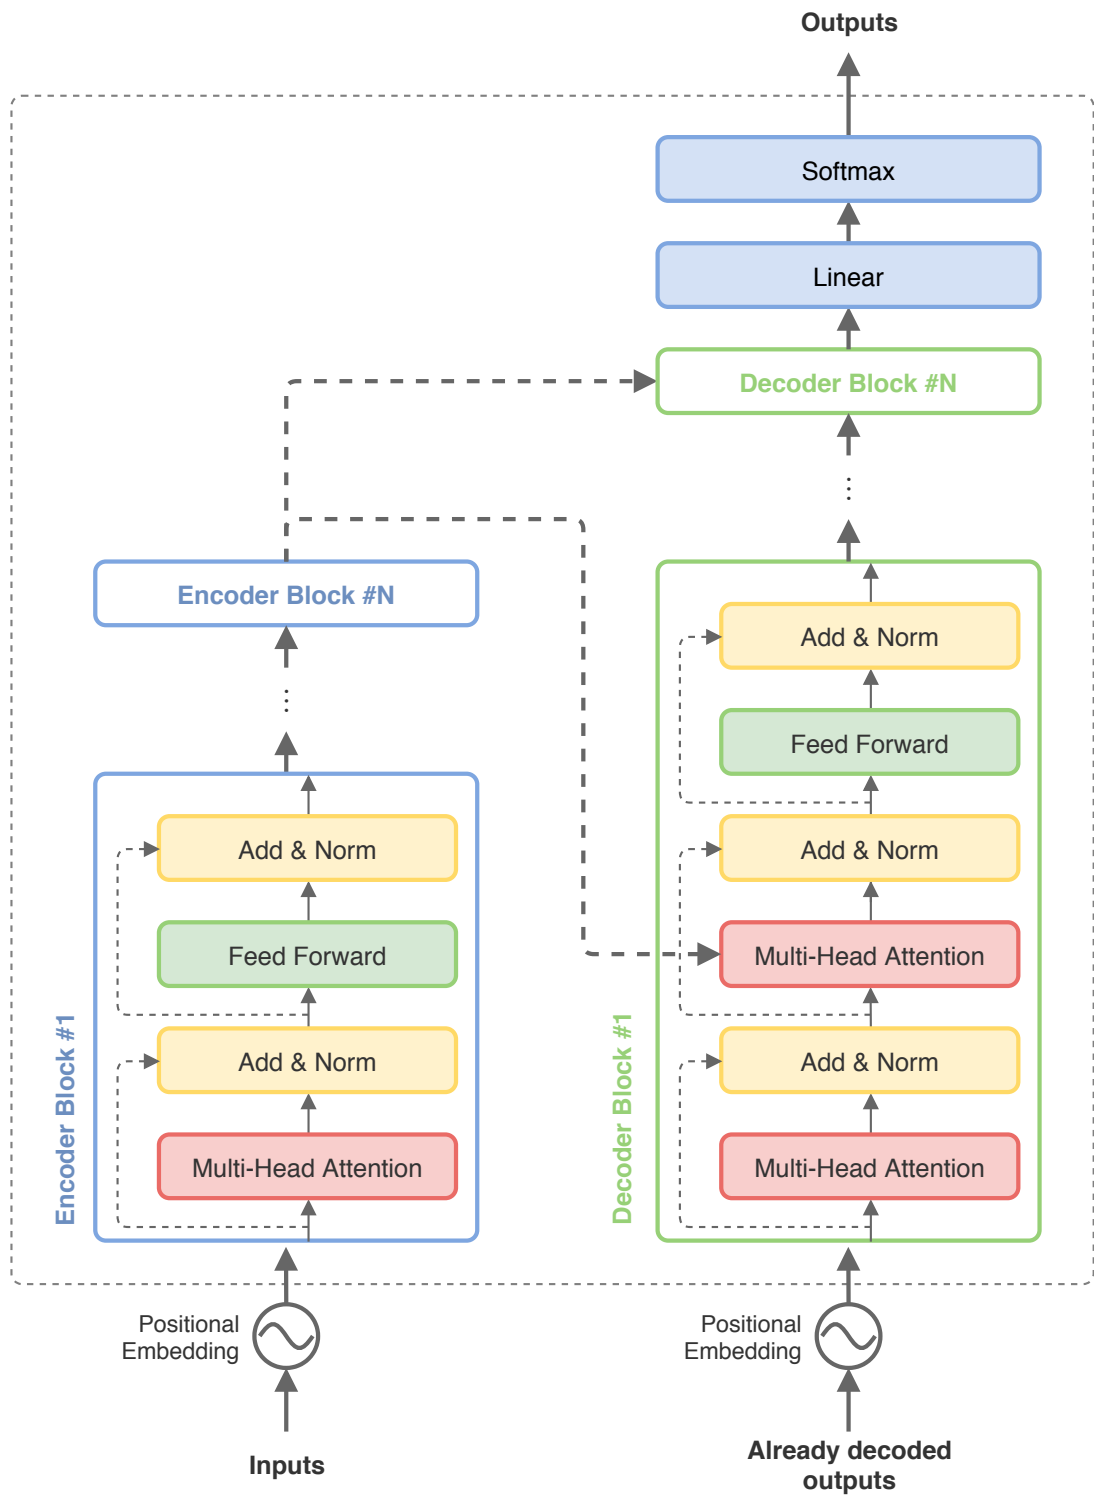 Outputs
Softmax
Linear
Decoder Block #N
...
Encoder Block #N
...
Encoder Block #1
Add & Norm
Feed Forward
Add & Norm
Multi-Head Attention
Decoder Block #1
Add & Norm
Feed Forward
Add & Norm
Multi-Head Attention
Add & Norm
Multi-Head Attention
Positional
Embedding
Positional
Embedding
Inputs
Already decoded
outputs